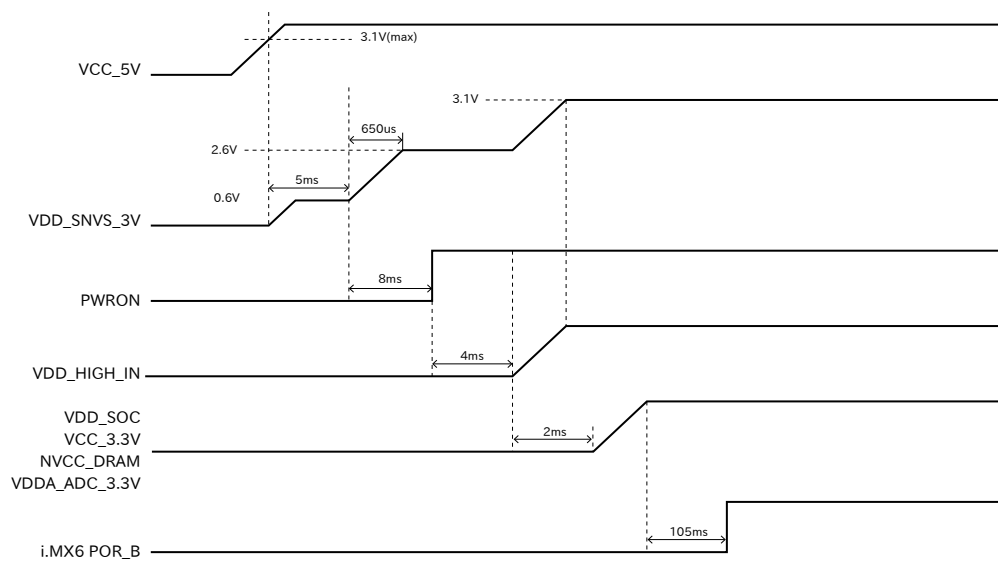 3.1V(max)
VCC_5V
3.1V
650us
2.6V
5ms
0.6V
VDD_SNVS_3V
8ms
PWRON
4ms
VDD_HIGH_IN
VDD_SOC
2ms
VCC_3.3V
NVCC_DRAM
VDDA_ADC_3.3V
105ms
i.MX6 POR_B